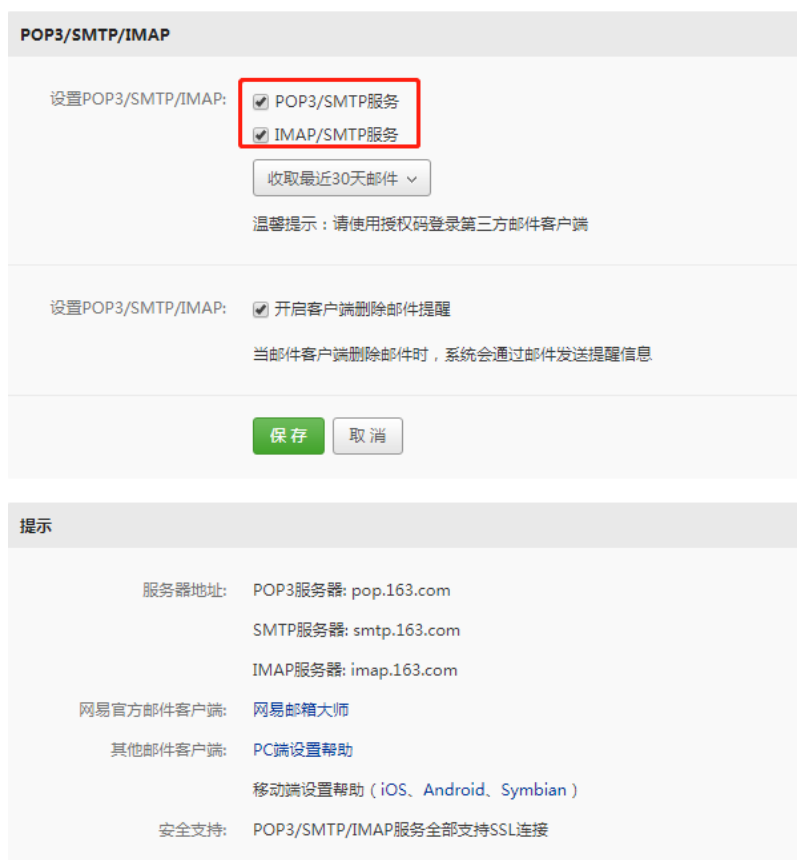 POP3/SMTP/IMAP
设置POP3/SMTP/IMAP: POP3/SMTP服务
IMAP/SMTP服务
收取最近30天邮件
温馨提示：请使用授权码登录第三方邮件客户端
设置POP3/SMTP/IMAP: 开启客户端删除邮件提醒
当邮件客户端删除邮件时，系统会通过邮件发送提醒信息
保存 取消
提示
服务器地址: POP3服务器: pop.163.com
SMTP服务器: smtp.163.com
IMAP服务器: imap.163.com
网易官方邮件客户端: 网易邮箱大师
其他邮件客户端: PC端设置帮助
移动端设置帮助（iOS、Android、Symbian）
安全支持: POP3/SMTP/IMAP服务全部支持SSL连接